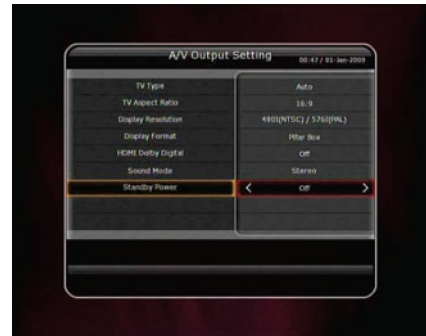 A/V Output Setting 00:47 / 01-Jan-2009
TV Type Auto
TV Aspect Ratio 16:9
Display Resolution 480I(NTSC) / 576I(PAL)
Display Format Pillar Box
HDMI Dolby Digital Off
Sound Mode Stereo
Standby Power < Off >